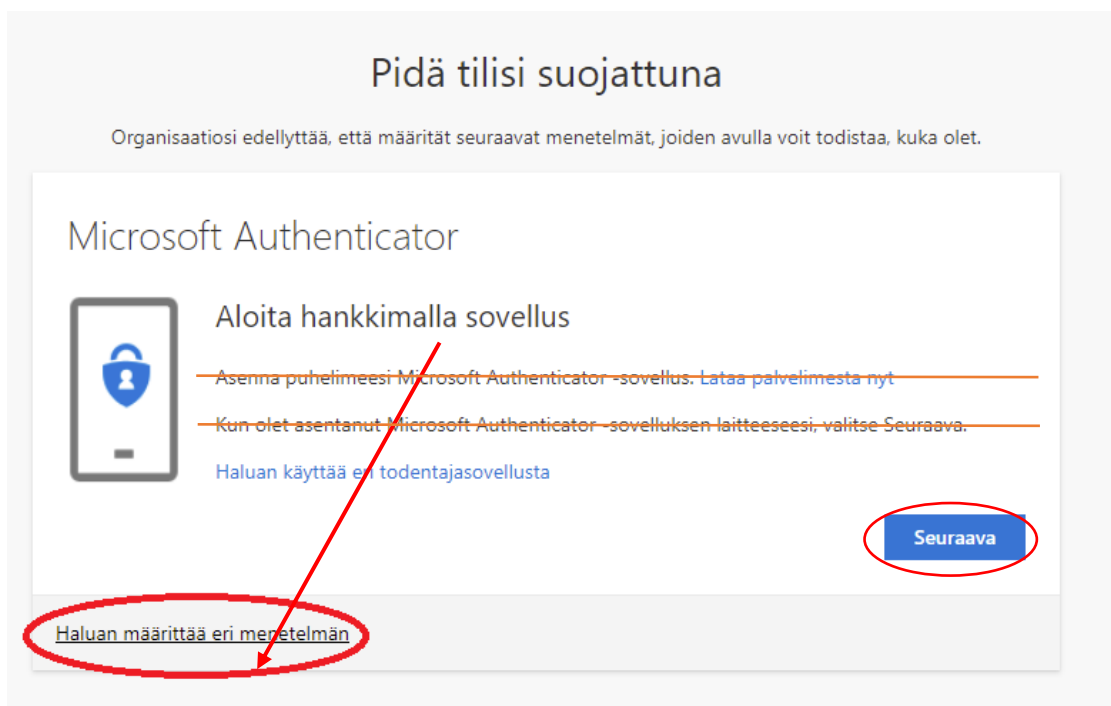 Pidä tilisi suojattuna
Organisaatiosi edellyttää, että määrität seuraavat menetelmät, joiden avulla voit todistaa, kuka olet.
Microsoft Authenticator
Aloita hankkimalla sovellus
Asenna puhelimeesi Microsoft Authenticator -sovellus. Lataa palvelimesta nyt
Kun olet asentanut Microsoft Authenticator -sovelluksen laitteeseesi, valitse Seuraava.
Haluan käyttää eri todentajasovellusta
Seuraava
Haluan määrittää eri menetelmän